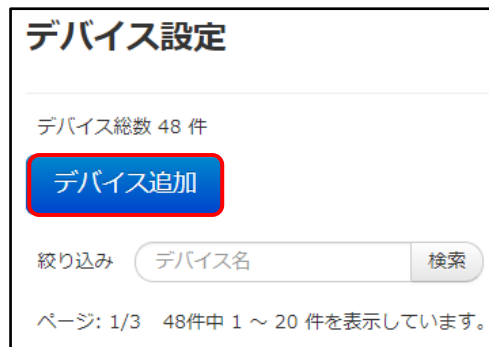 デバイス設定
デバイス総数 48 件
デバイス追加
絞り込み デバイス名 検索
ページ: 1/3 48件中 1 ～ 20 件を表示しています。